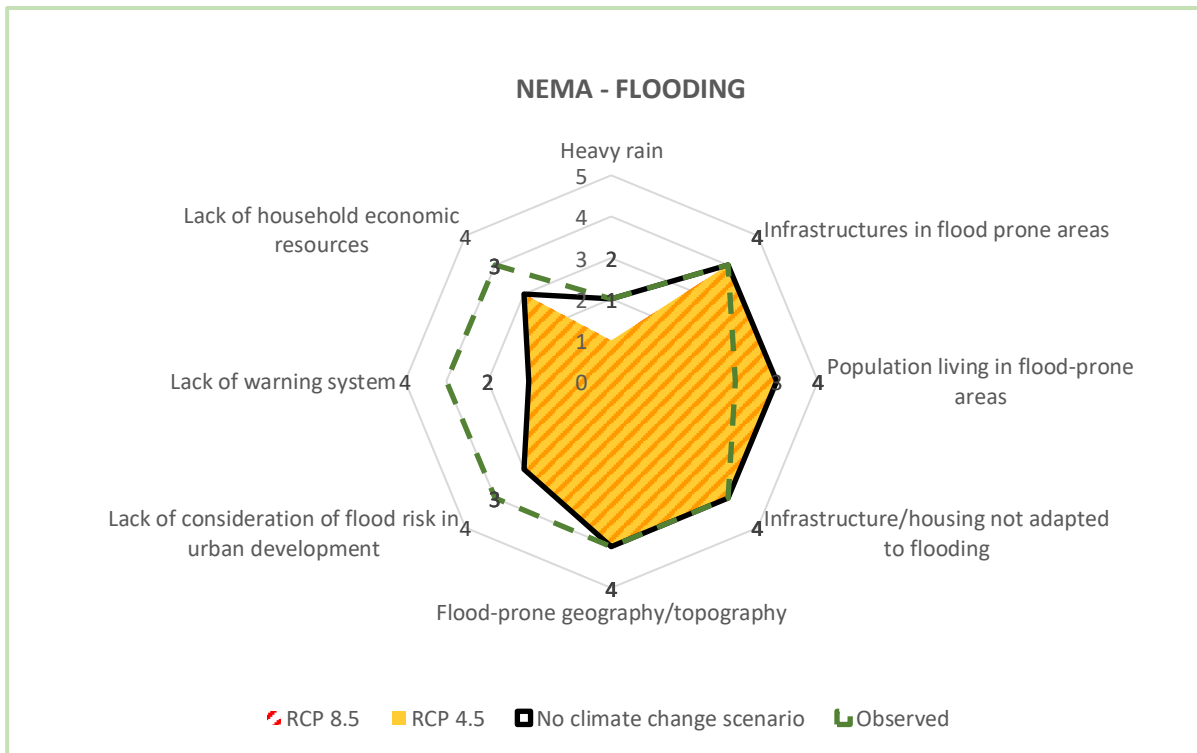 NEMA - FLOODING
Heavy rain
5
4
3
2
2
1
1
0
Lack of household economic
resources
4
3
4
Infrastructures in flood prone areas
Lack of warning system
4
2
3
4
Population living in flood-prone
areas
Lack of consideration of flood risk in
urban development
3
4
4
Infrastructure/housing not adapted
to flooding
4
Flood-prone geography/topography
RCP 8.5
RCP 4.5
No climate change scenario
Observed